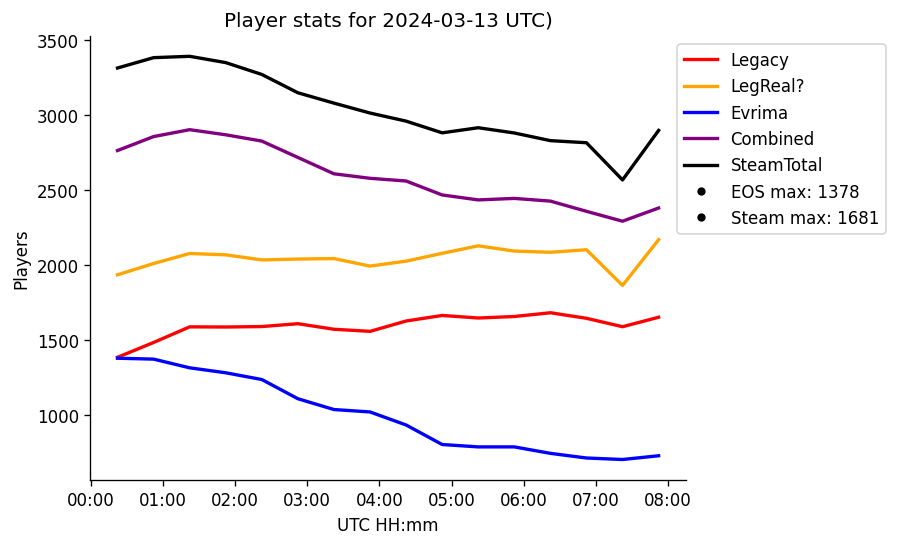 Player stats for 2024-03-13 UTC)
3500
3000
2500
2000
1500
1000
Players
00:00 01:00 02:00 03:00 04:00 05:00 06:00 07:00 08:00
UTC HH:mm
Legacy
LegReal?
Evrima
Combined
SteamTotal
EOS max: 1378
Steam max: 1681